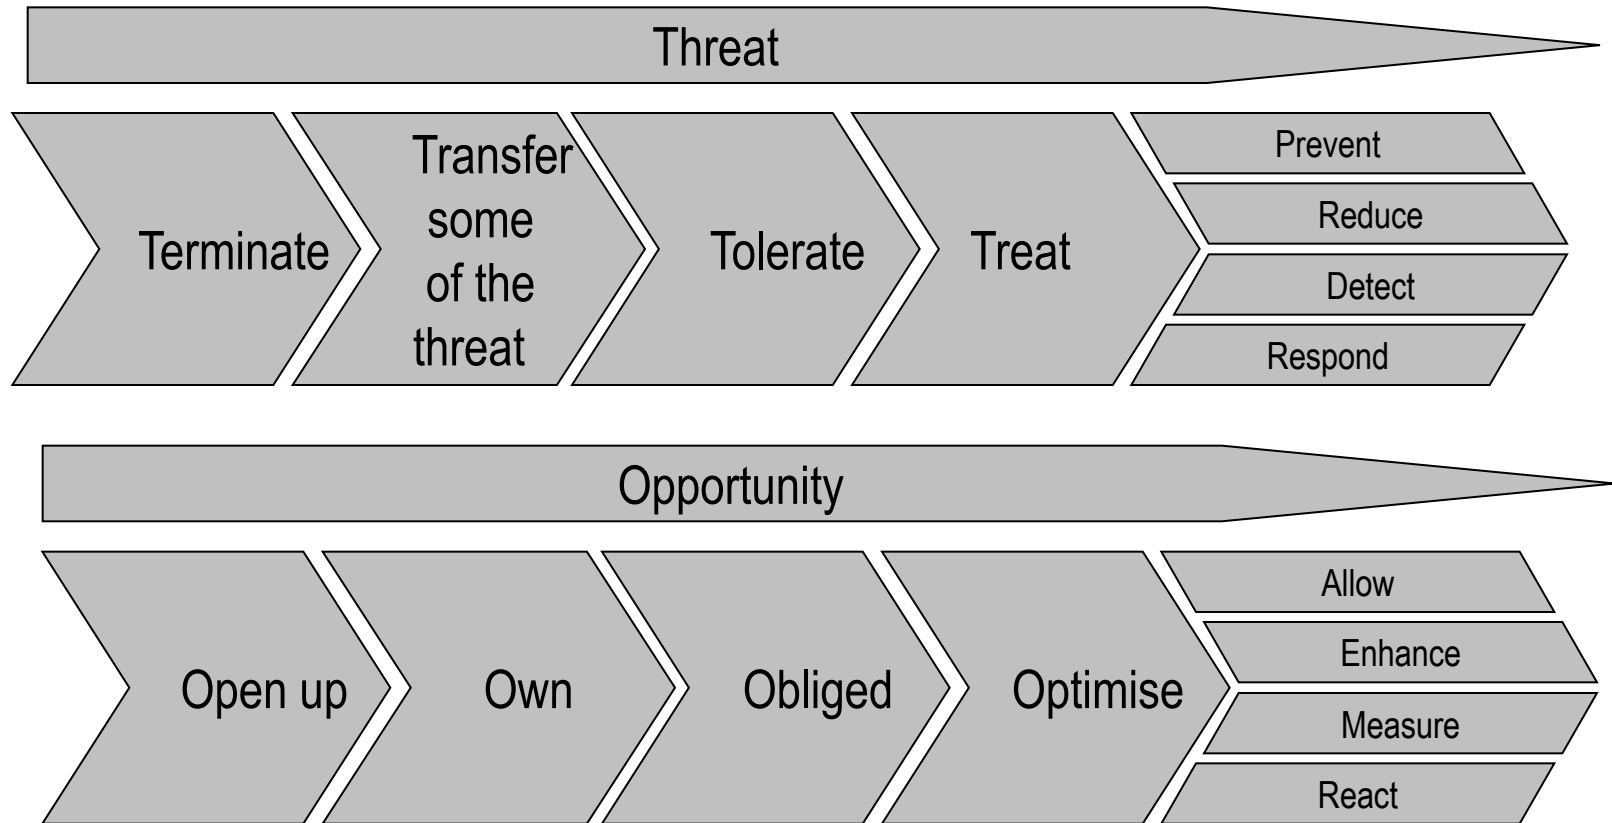 Threat
Terminate
Transfer
some
of the
threat
Tolerate
Treat
Prevent
Reduce
Detect
Respond
Opportunity
Open up
Own
Obliged
Optimise
Allow
Enhance
Measure
React